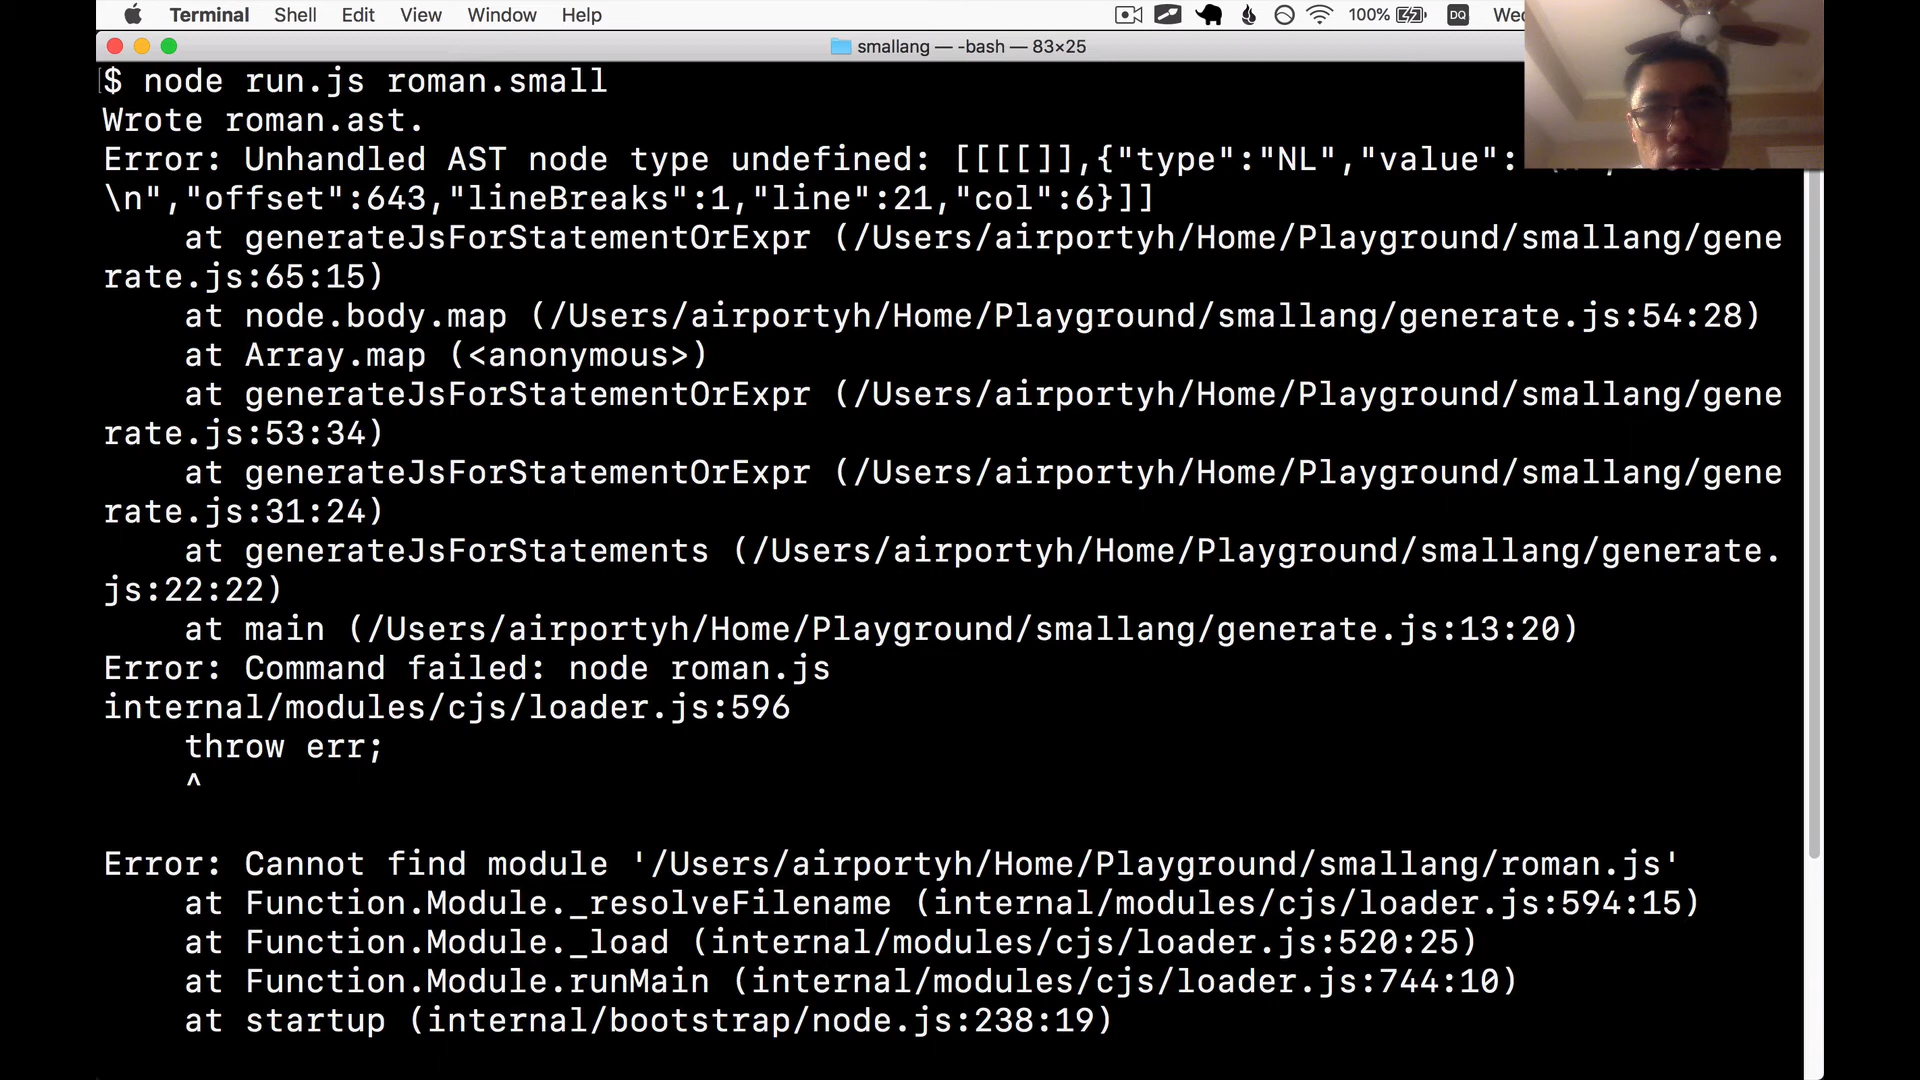 Terminal Shell Edit View Window Help 100% DQ
smallang — -bash — 83×25
$ node run.js roman.small
Wrote roman.ast.
Error: Unhandled AST node type undefined: [[[[]],{"type":"NL","value":
\n","offset":643,"lineBreaks":1,"line":21,"col":6}]]
at generateJsForStatementOrExpr (/Users/airportyh/Home/Playground/smallang/gene
rate.js:65:15)
at node.body.map (/Users/airportyh/Home/Playground/smallang/generate.js:54:28)
at Array.map (<anonymous>)
at generateJsForStatementOrExpr (/Users/airportyh/Home/Playground/smallang/gene
rate.js:53:34)
at generateJsForStatementOrExpr (/Users/airportyh/Home/Playground/smallang/gene
rate.js:31:24)
at generateJsForStatements (/Users/airportyh/Home/Playground/smallang/generate.
js:22:22)
at main (/Users/airportyh/Home/Playground/smallang/generate.js:13:20)
Error: Command failed: node roman.js
internal/modules/cjs/loader.js:596
throw err;
^
Error: Cannot find module '/Users/airportyh/Home/Playground/smallang/roman.js'
at Function.Module._resolveFilename (internal/modules/cjs/loader.js:594:15)
at Function.Module._load (internal/modules/cjs/loader.js:520:25)
at Function.Module.runMain (internal/modules/cjs/loader.js:744:10)
at startup (internal/bootstrap/node.js:238:19)